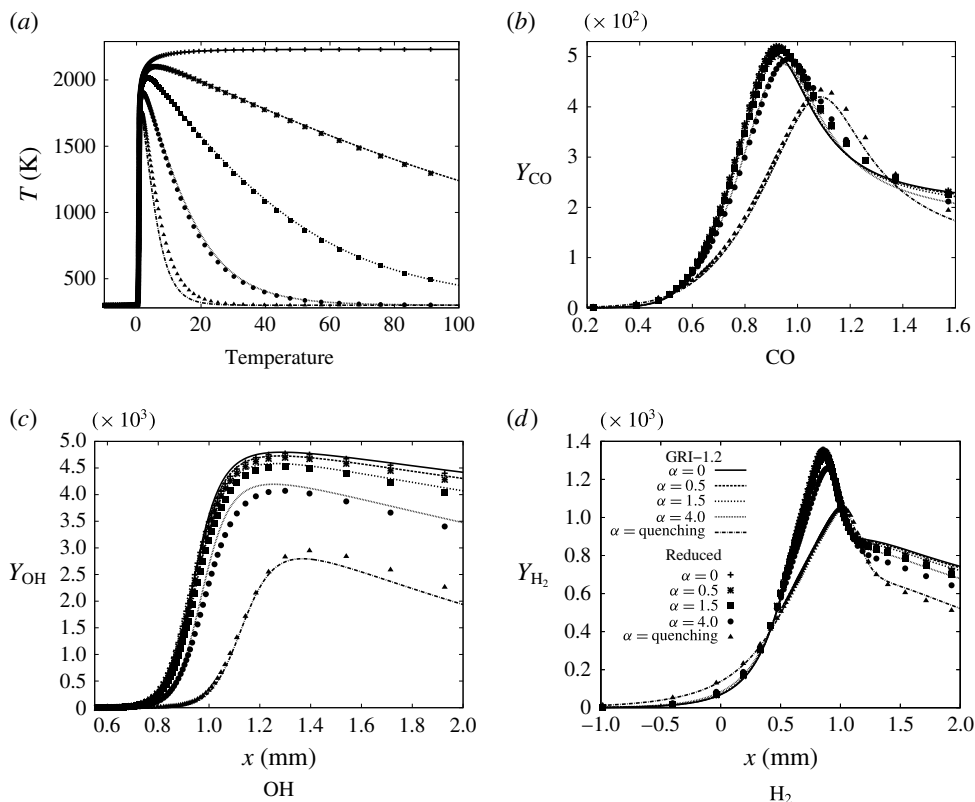 (a)
2000
1500
1000
500
T (K)
0 20 40 60 80 100
Temperature
(b) (× 10²)
5
4
3
2
1
0
Y_CO
0.2 0.4 0.6 0.8 1.0 1.2 1.4 1.6
CO
(c) (× 10³)
5.0
4.5
4.0
3.5
3.0
2.5
2.0
1.5
1.0
0.5
0
Y_OH
0.6 0.8 1.0 1.2 1.4 1.6 1.8 2.0
x (mm)
OH
(d) (× 10³)
1.4
1.2
1.0
0.8
0.6
0.4
0.2
0
Y_H₂
GRI–1.2
α = 0
α = 0.5
α = 1.5
α = 4.0
α = quenching
Reduced
α = 0
α = 0.5
α = 1.5
α = 4.0
α = quenching
–1.0 –0.5 0 0.5 1.0 1.5 2.0
x (mm)
H₂